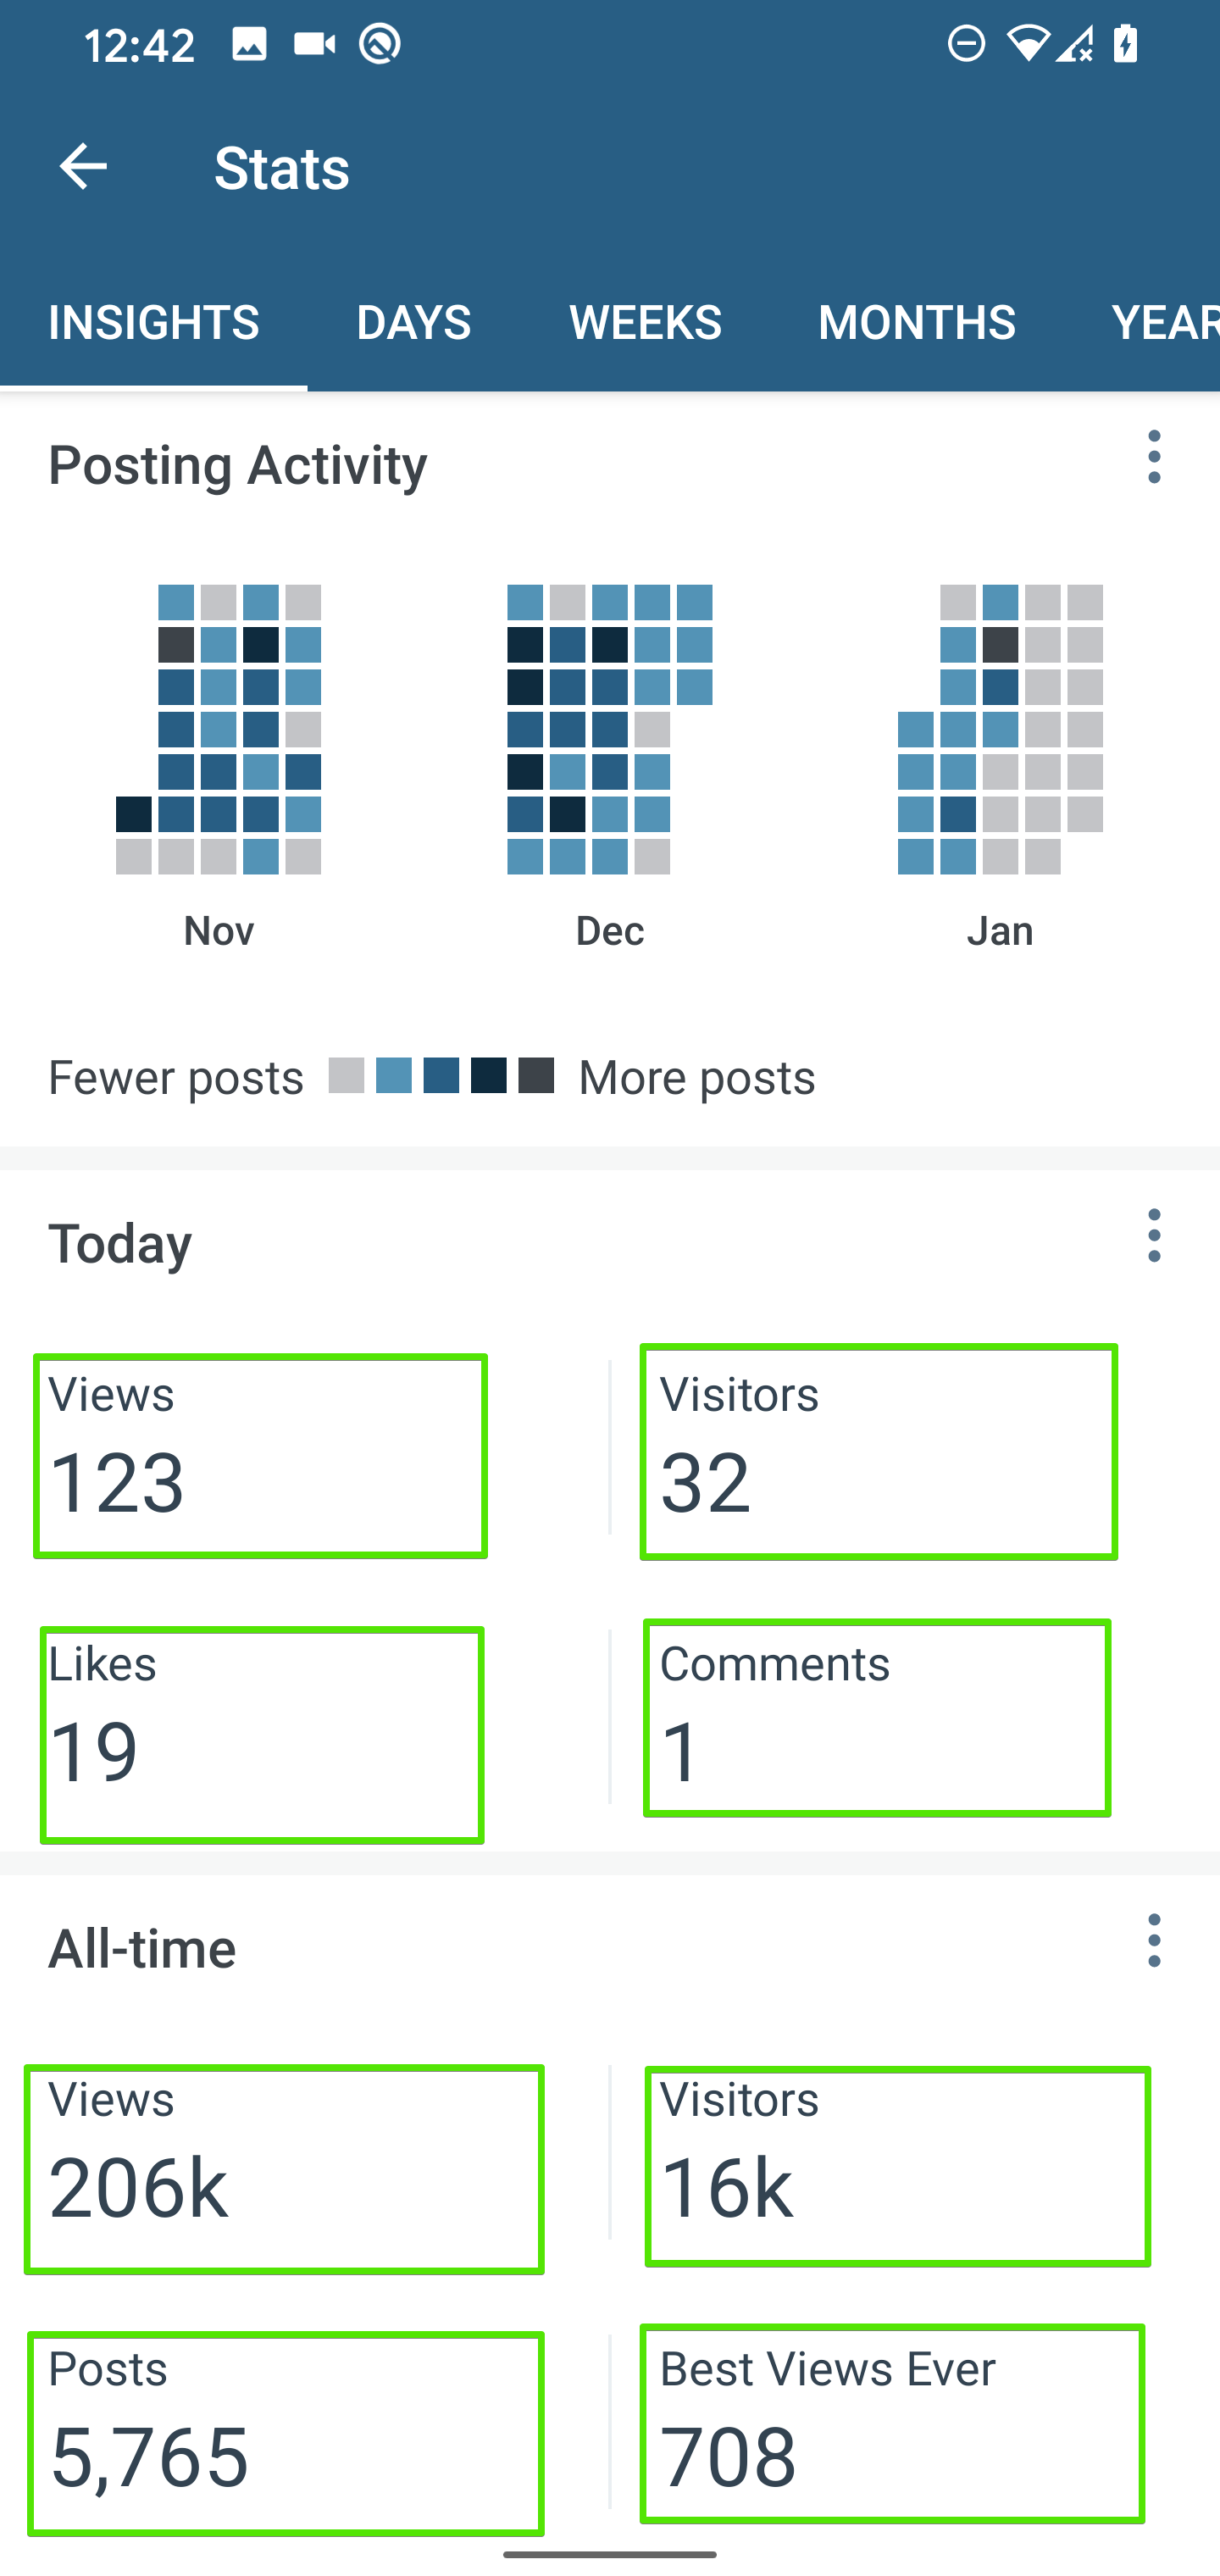 12:42
Stats
INSIGHTS DAYS WEEKS MONTHS YEAR
Posting Activity
Nov Dec Jan
Fewer posts More posts
Today
Views Visitors
123 32
Likes Comments
19 1
All-time
Views Visitors
206k 16k
Posts Best Views Ever
5,765 708